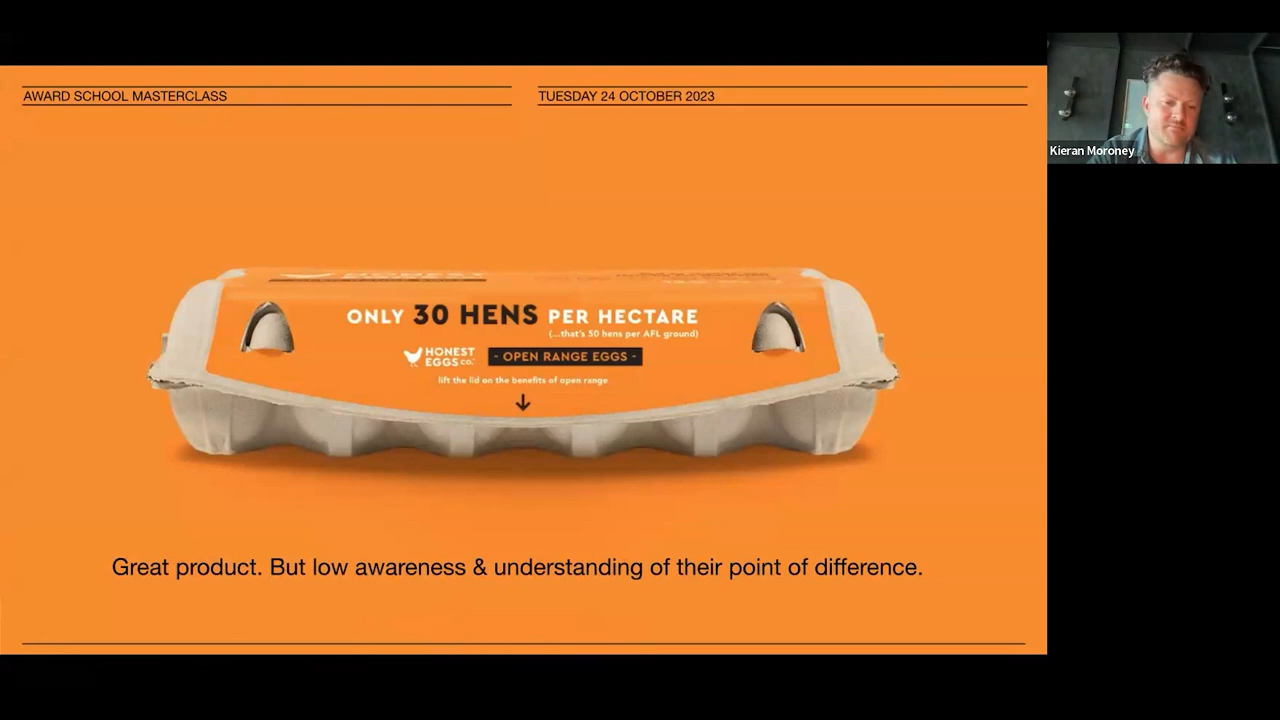 AWARD SCHOOL MASTERCLASS
TUESDAY 24 OCTOBER 2023
Kieran Moroney
ONLY 30 HENS PER HECTARE
(...that's 50 hens per AFL ground)
HONEST
EGGS CO.
- OPEN RANGE EGGS -
lift the lid on the benefits of open range
Great product. But low awareness & understanding of their point of difference.